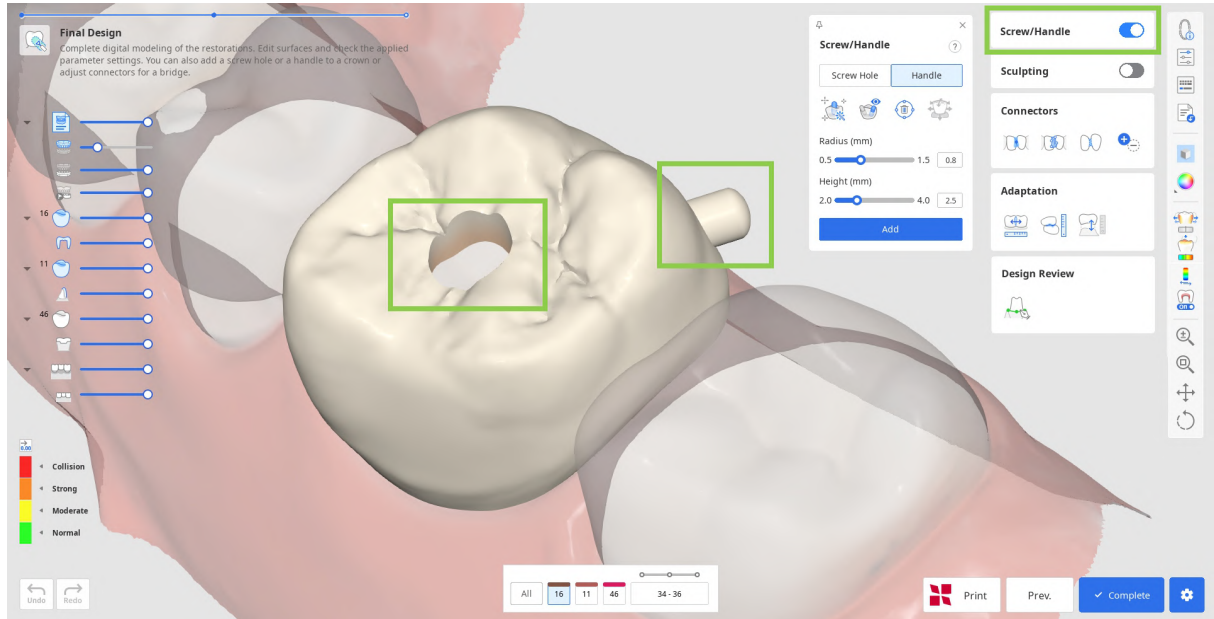 Final Design
Complete digital modeling of the restorations. Edit surfaces and check the applied
parameter settings. You can also add a screw hole or a handle to a crown or
adjust connectors for a bridge.
16
11
46
0.00
Collision
Strong
Moderate
Normal
Undo
Redo
Screw/Handle
?
Screw Hole
Handle
Radius (mm)
0.5
1.5
0.8
Height (mm)
2.0
4.0
2.5
Add
Screw/Handle
Sculpting
Connectors
Adaptation
Design Review
ON
All
16
11
46
34 - 36
Print
Prev.
Complete